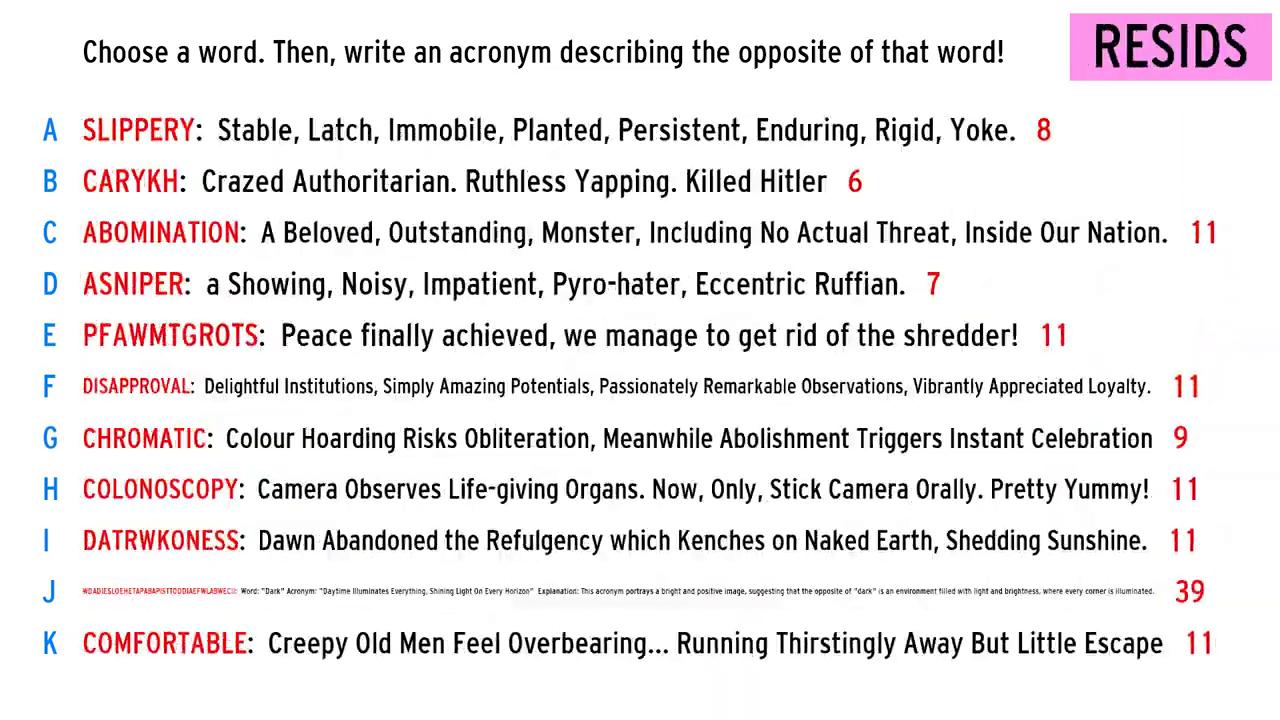 Choose a word. Then, write an acronym describing the opposite of that word! RESIDS
A SLIPPERY: Stable, Latch, Immobile, Planted, Persistent, Enduring, Rigid, Yoke. 8
B CARYKH: Crazed Authoritarian. Ruthless Yapping. Killed Hitler 6
C ABOMINATION: A Beloved, Outstanding, Monster, Including No Actual Threat, Inside Our Nation. 11
D ASNIPER: a Showing, Noisy, Impatient, Pyro-hater, Eccentric Ruffian. 7
E PFAWMTGROTS: Peace finally achieved, we manage to get rid of the shredder! 11
F DISAPPROVAL: Delightful Institutions, Simply Amazing Potentials, Passionately Remarkable Observations, Vibrantly Appreciated Loyalty. 11
G CHROMATIC: Colour Hoarding Risks Obliteration, Meanwhile Abolishment Triggers Instant Celebration 9
H COLONOSCOPY: Camera Observes Life-giving Organs. Now, Only, Stick Camera Orally. Pretty Yummy! 11
I DATRWKONESS: Dawn Abandoned the Refulgency which Kenches on Naked Earth, Shedding Sunshine. 11
J Word: "Dark" Acronym: "Daytime Illuminates Everything, Shining Light On Every Horizon" Explanation: This acronym portrays a bright and positive image, suggesting that the opposite of "dark" is an environment filled with light and brightness, where every corner is illuminated. 39
K COMFORTABLE: Creepy Old Men Feel Overbearing... Running Thirstingly Away But Little Escape 11